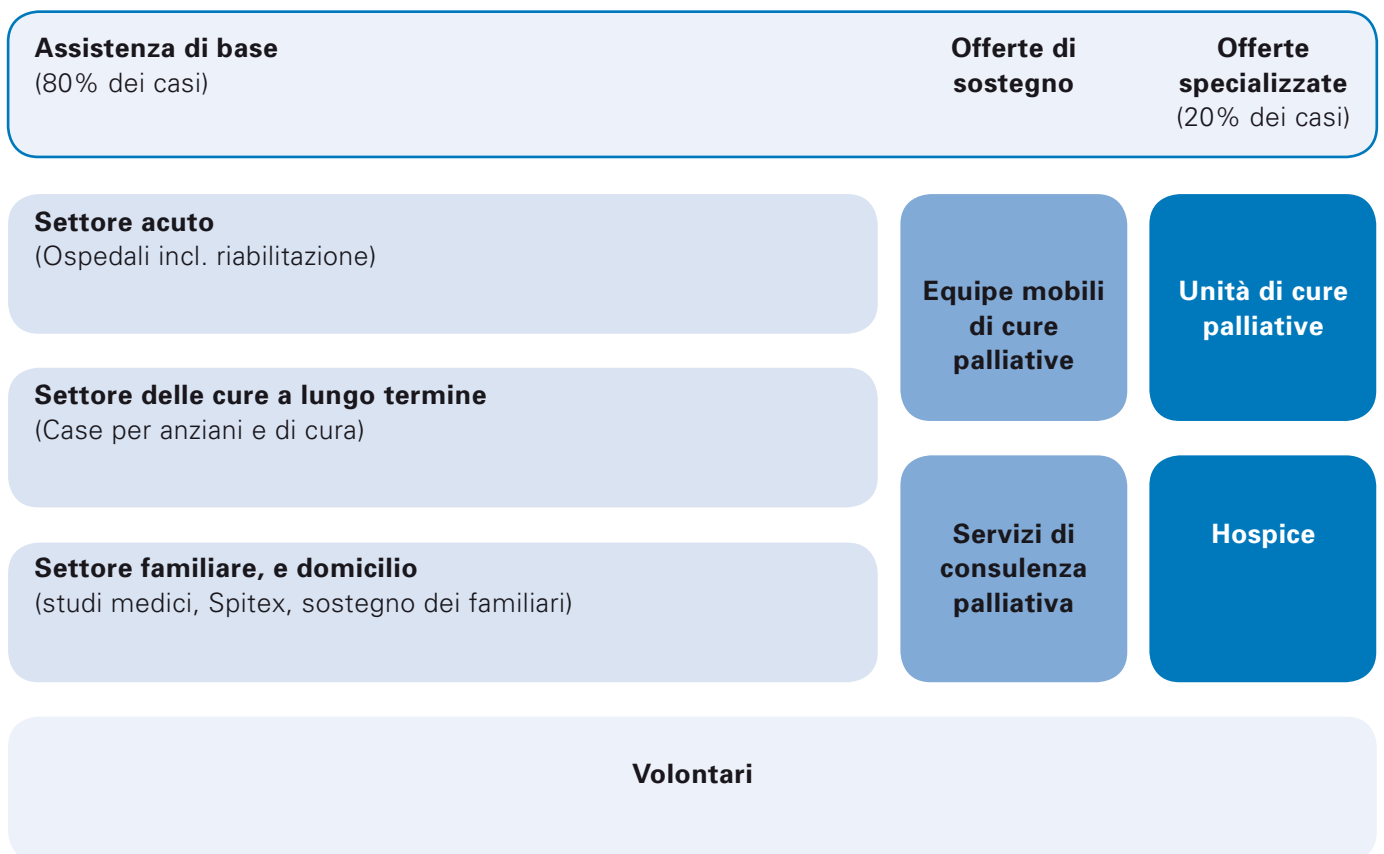 Assistenza di base
(80% dei casi)
Offerte di
sostegno
Offerte
specializzate
(20% dei casi)
Settore acuto
(Ospedali incl. riabilitazione)
Settore delle cure a lungo termine
(Case per anziani e di cura)
Settore familiare, e domicilio
(studi medici, Spitex, sostegno dei familiari)
Equipe mobili
di cure
palliative
Servizi di
consulenza
palliativa
Unità di cure
palliative
Hospice
Volontari